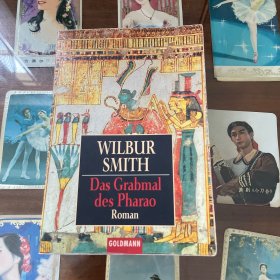 WILBUR
SMITH
Das Grabmal
des Pharao
Roman
GOLDMANN